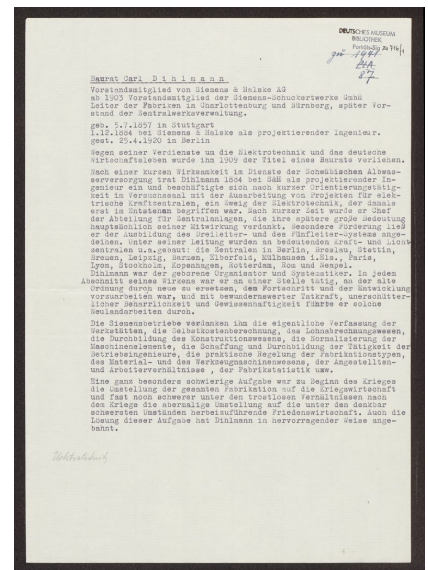 DEUTSCHES MUSEUM
BIBLIOTHEK
zu 1941
87
Baurat Carl Dihlmann
Vorstandsmitglied von Siemens & Halske AG
ab 1903 Vorstandsmitglied der Siemens-Schuckertwerke GmbH
Leiter der Fabriken in Charlottenburg und Nürnberg, später Vor-
stand der Zentralwerksverwaltung.
geb. 5.7.1857 in Stuttgart
1.12.1884 bei Siemens & Halske als projektierender Ingenieur.
gest. 25.4.1920 in Berlin
Wegen seiner Verdienste um die Elektrotechnik und das deutsche
Wirtschaftsleben wurde ihm 1909 der Titel eines Baurats verliehen.
Nach einer kurzen Wirksamkeit im Dienste der Schwäbischen Albwas-
serversorgung trat Dihlmann 1884 bei S&H als projektierender In-
genieur ein und beschäftigte sich nach kurzer Orientierungstätig-
keit im Versuchssaal mit der Ausarbeitung von Projekten für elek-
trische Kraftzentralen, ein Zweig der Elektrotechnik, der damals
erst im Entstehen begriffen war. Nach kurzer Zeit wurde er Chef
der Abteilung für Zentralanlagen, die ihre spätere große Bedeutung
hauptsächlich seiner Mitwirkung verdankt. Besondere Förderung ließ
er der Ausbildung des Dreileiter- und des Fünfleiter-Systems ange-
deihen. Unter seiner Leitung wurden an bedeutenden Kraft- und Licht-
zentralen u.a. gebaut: die Zentralen in Berlin, Breslau, Stettin,
Bremen, Leipzig, Barmen, Elberfeld, Mülhausen i.Els., Paris,
Lyon, Stockholm, Kopenhagen, Rotterdam, Rom und Neapel.
Dihlmann war der geborene Organisator und Systematiker. In jedem
Abschnitt seines Wirkens war er an einer Stelle tätig, an der alte
Ordnung durch neue zu ersetzen, dem Fortschritt und der Entwicklung
vorzuarbeiten war, und mit bewundernswerter Tatkraft, unerschütter-
licher Beharrlichkeit und Gewissenhaftigkeit führte er solche
Neulandarbeiten durch.
Die Siemensbetriebe verdanken ihm die eigentliche Verfassung der
Werkstätten, die Selbstkostenberechnung, das Lohnabrechnungswesen,
die Durchbildung des Konstruktionswesens, die Normalisierung der
Maschinenelemente, die Schaffung und Durchbildung der Tätigkeit der
Betriebsingenieure, die praktische Regelung der Fabrikationstypen,
des Material- und des Werkzeugmaschinenwesens, der Angestellten-
und Arbeiterverhältnisse , der Fabrikstatistik usw.
Eine ganz besonders schwierige Aufgabe war zu Beginn des Krieges
die Umstellung der gesamten Fabrikation auf die Kriegswirtschaft
und fast noch schwerer unter den trostlosen Verhältnissen nach
dem Kriege die abermalige Umstellung auf die unter den denkbar
schwersten Umständen herbeizuführende Friedenswirtschaft. Auch die
Lösung dieser Aufgabe hat Dihlmann in hervorragender Weise ange-
bahnt.